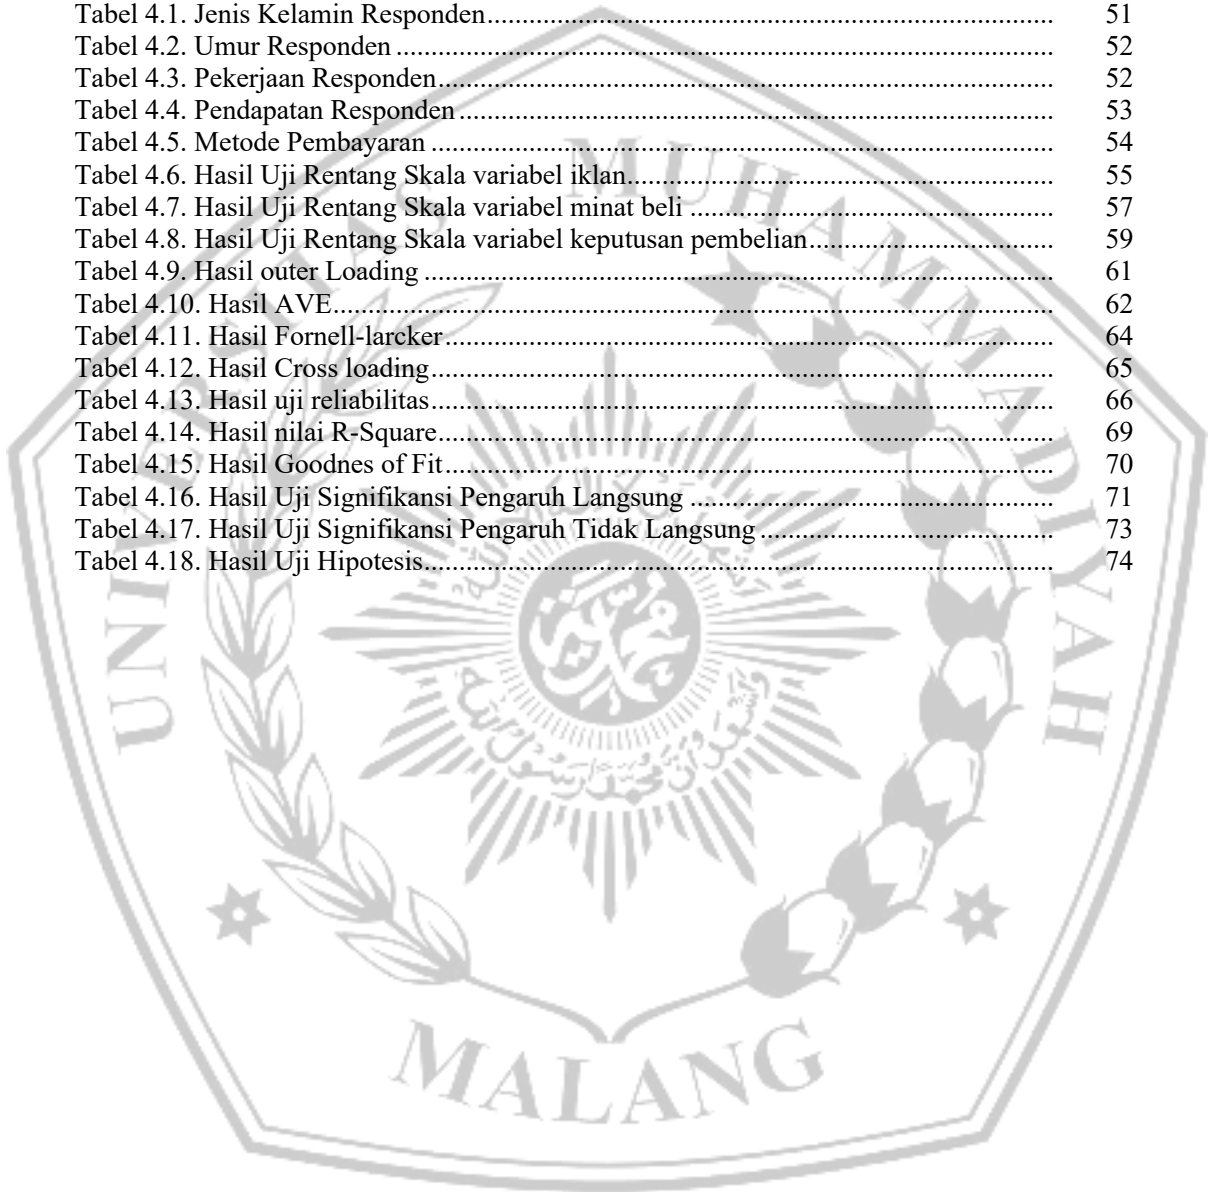 Tabel 4.1. Jenis Kelamin Responden............ 51
Tabel 4.2. Umur Responden ............ 52
Tabel 4.3. Pekerjaan Responden............ 52
Tabel 4.4. Pendapatan Responden............ 53
Tabel 4.5. Metode Pembayaran ............ 54
Tabel 4.6. Hasil Uji Rentang Skala variabel iklan............ 55
Tabel 4.7. Hasil Uji Rentang Skala variabel minat beli ............ 57
Tabel 4.8. Hasil Uji Rentang Skala variabel keputusan pembelian............ 59
Tabel 4.9. Hasil outer Loading ............ 61
Tabel 4.10. Hasil AVE............ 62
Tabel 4.11. Hasil Fornell-larcker............ 64
Tabel 4.12. Hasil Cross loading............ 65
Tabel 4.13. Hasil uji reliabilitas............ 66
Tabel 4.14. Hasil nilai R-Square............ 69
Tabel 4.15. Hasil Goodnes of Fit............ 70
Tabel 4.16. Hasil Uji Signifikansi Pengaruh Langsung ............ 71
Tabel 4.17. Hasil Uji Signifikansi Pengaruh Tidak Langsung ............ 73
Tabel 4.18. Hasil Uji Hipotesis............ 74
UNIVERSITAS MUHAMMADIYAH
MALANG